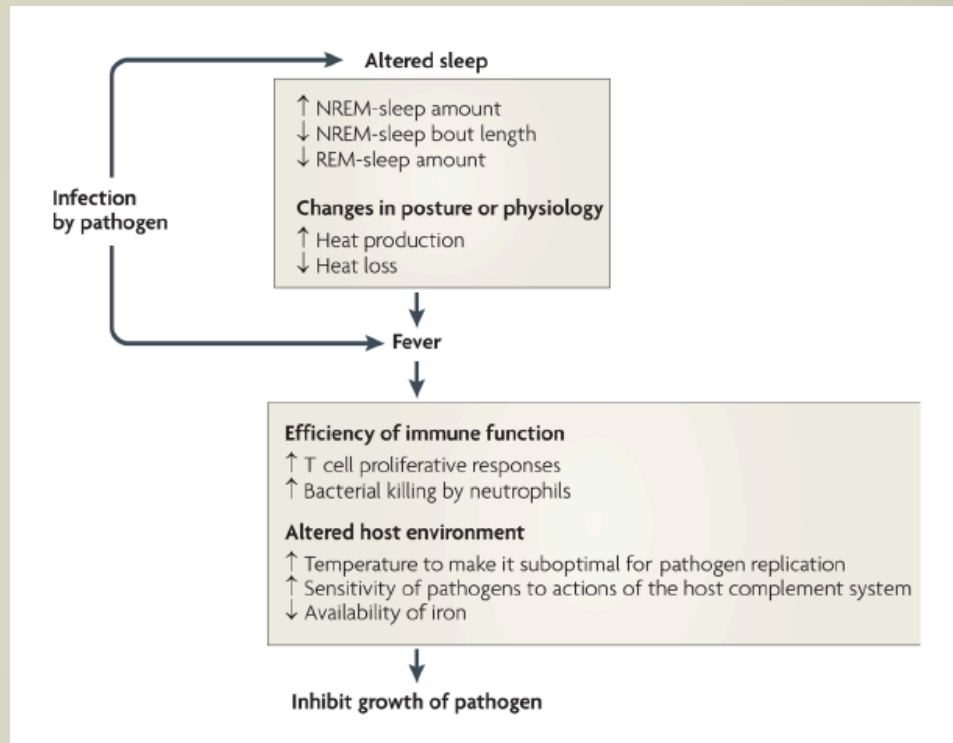 Altered sleep
↑ NREM-sleep amount
↓ NREM-sleep bout length
↓ REM-sleep amount
Infection
by pathogen
Changes in posture or physiology
↑ Heat production
↓ Heat loss
Fever
Efficiency of immune function
↑ T cell proliferative responses
↑ Bacterial killing by neutrophils
Altered host environment
↑ Temperature to make it suboptimal for pathogen replication
↑ Sensitivity of pathogens to actions of the host complement system
↓ Availability of iron
Inhibit growth of pathogen